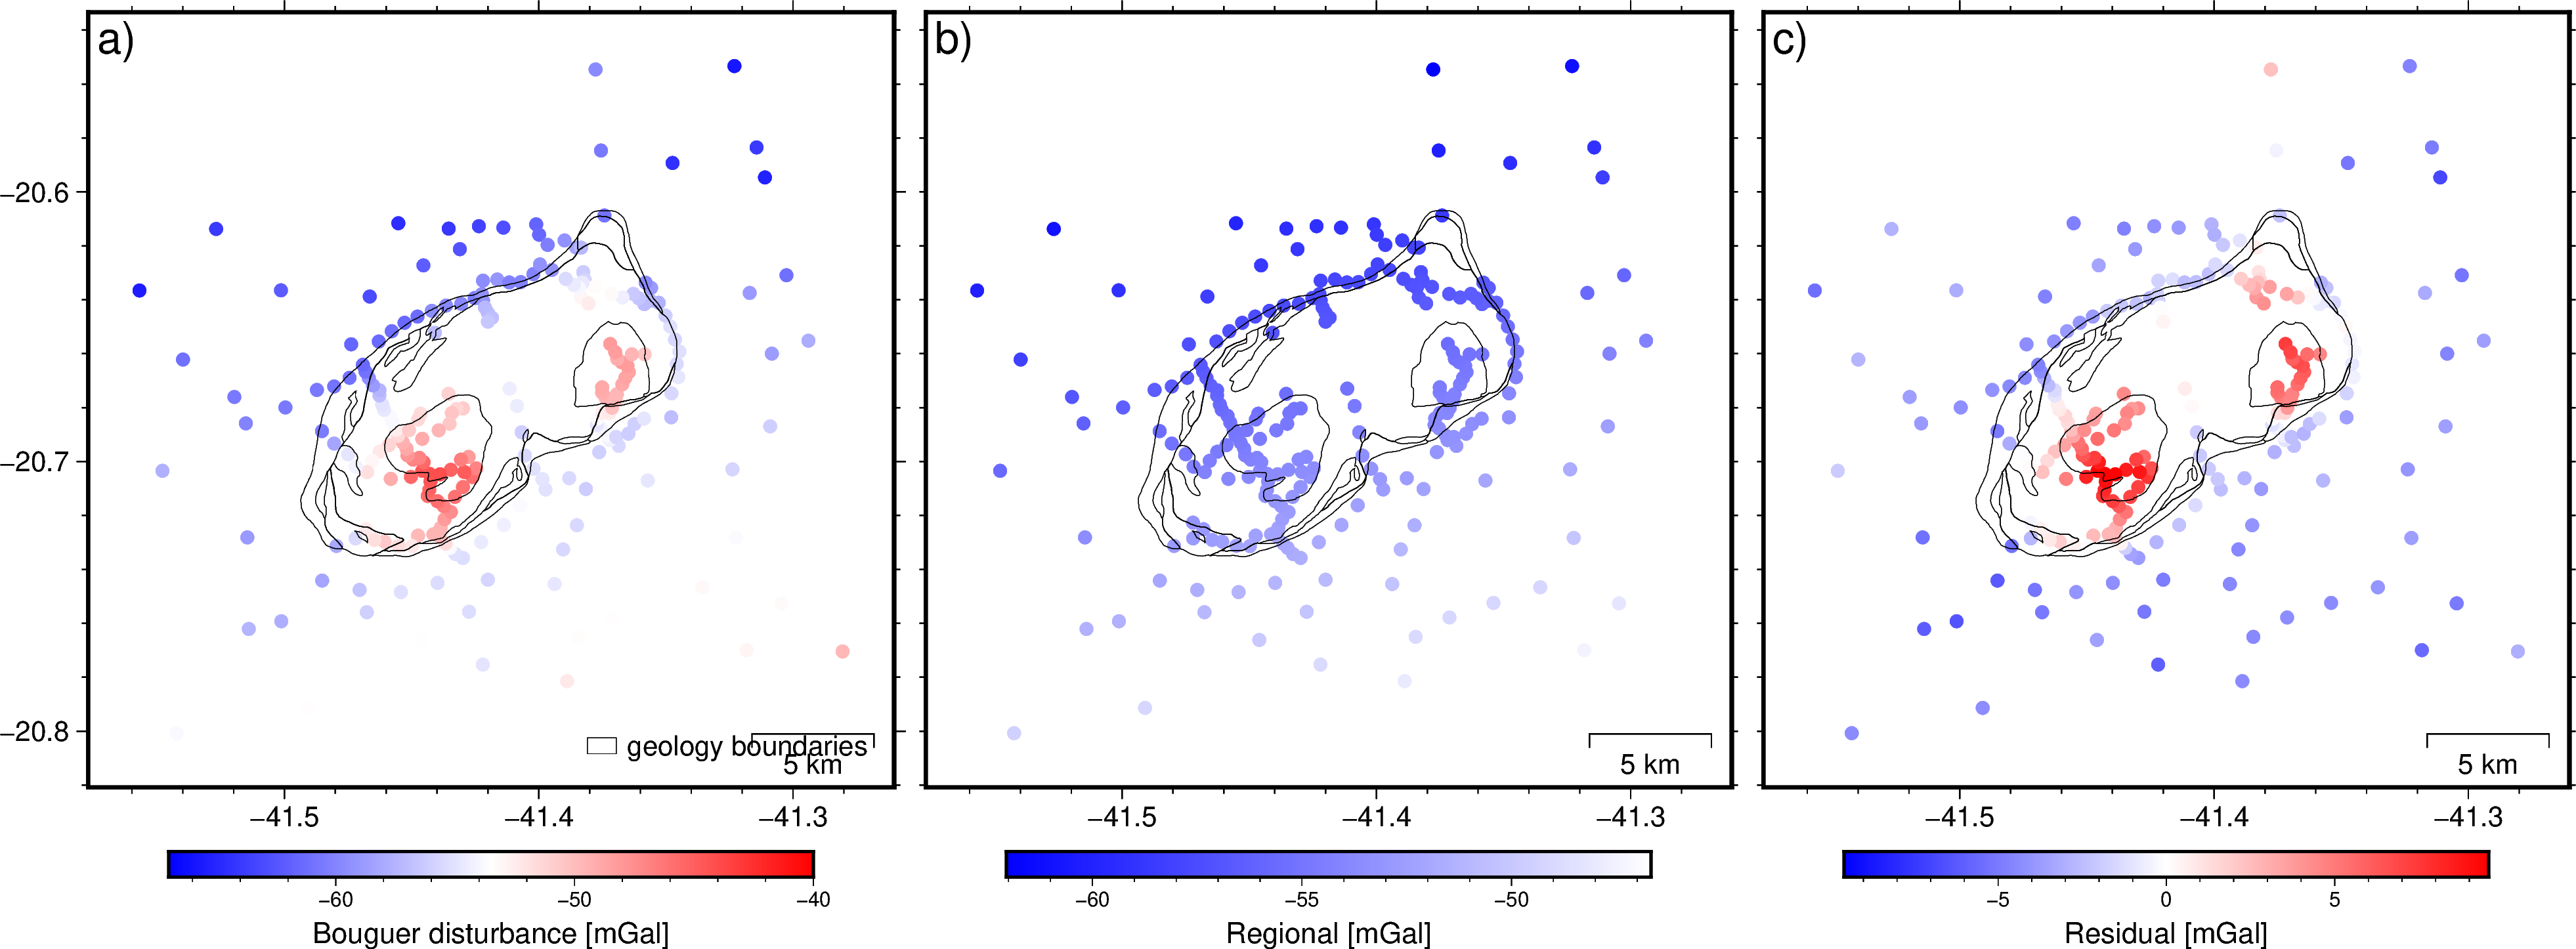 a)
b)
c)
−20.6
−20.7
−20.8
geology boundaries
5 km
5 km
5 km
−41.5
−41.4
−41.3
−41.5
−41.4
−41.3
−41.5
−41.4
−41.3
−60
−50
−40
−60
−55
−50
−5
0
5
Bouguer disturbance [mGal]
Regional [mGal]
Residual [mGal]